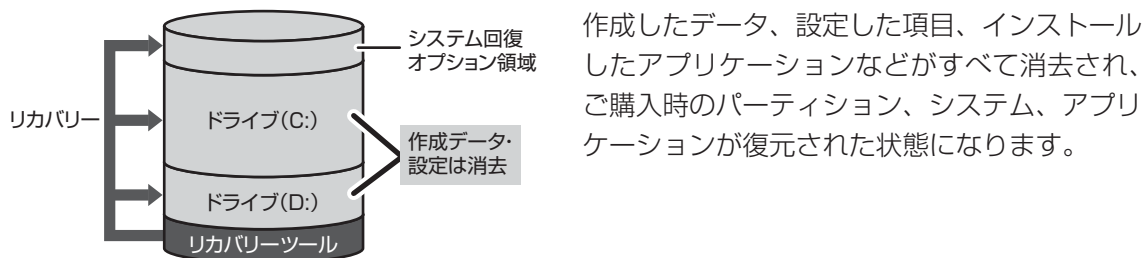 リカバリー
システム回復
オプション領域
ドライブ(C:)
作成データ・
設定は消去
ドライブ(D:)
リカバリーツール
作成したデータ、設定した項目、インストール
したアプリケーションなどがすべて消去され、
ご購入時のパーティション、システム、アプリ
ケーションが復元された状態になります。